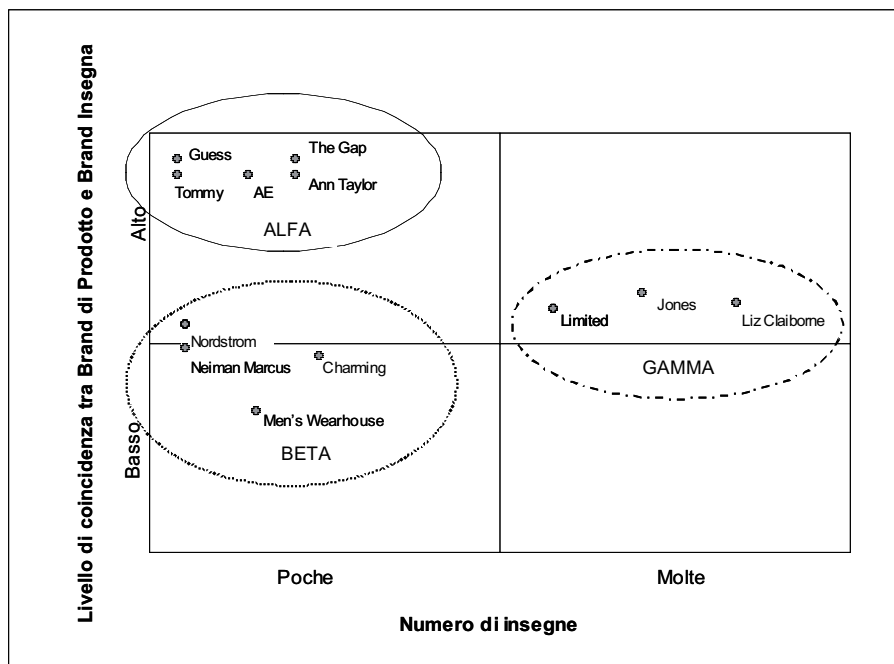 Livello di coincidenza tra Brand di Prodotto e Brand Insegna
Alto
Basso
Guess
The Gap
Tommy
AE
Ann Taylor
ALFA
Nordstrom
Neiman Marcus
Charming
Men's Wearhouse
BETA
Limited
Jones
Liz Claiborne
GAMMA
Poche
Molte
Numero di insegne